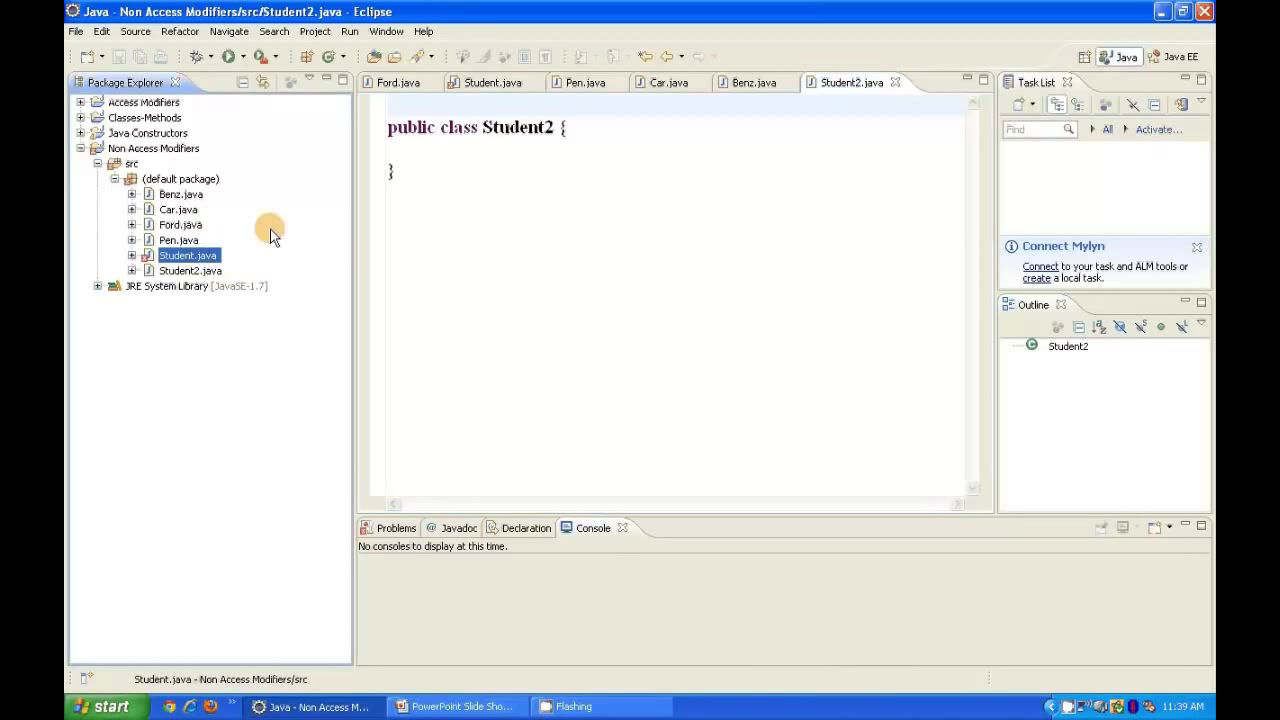 Java - Non Access Modifiers/src/Student2.java - Eclipse
File Edit Source Refactor Navigate Search Project Run Window Help
Java Java EE
Package Explorer
Access Modifiers
Classes-Methods
Java Constructors
Non Access Modifiers
src
(default package)
Benz.java
Car.java
Ford.java
Pen.java
Student.java
Student2.java
JRE System Library [JavaSE-1.7]
Ford.java Student.java Pen.java Car.java Benz.java Student2.java
public class Student2 {
}
Task List
Find All Activate...
Connect Mylyn
Connect to your task and ALM tools or
create a local task.
Outline
Student2
Problems @ Javadoc Declaration Console
No consoles to display at this time.
Student.java - Non Access Modifiers/src
start Java - Non Access M... PowerPoint Slide Sho... Flashing 11:39 AM